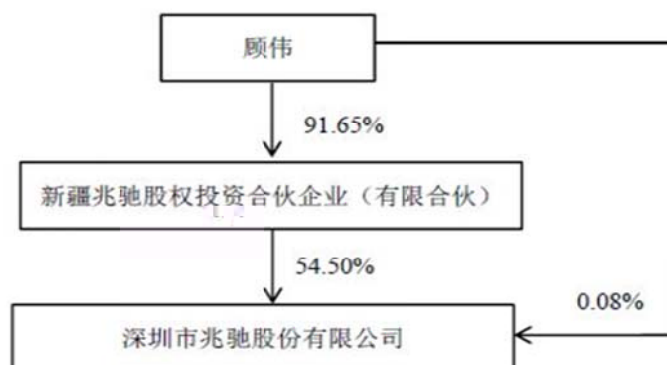 顾伟
91.65%
新疆兆驰股权投资合伙企业（有限合伙）
54.50%
0.08%
深圳市兆驰股份有限公司